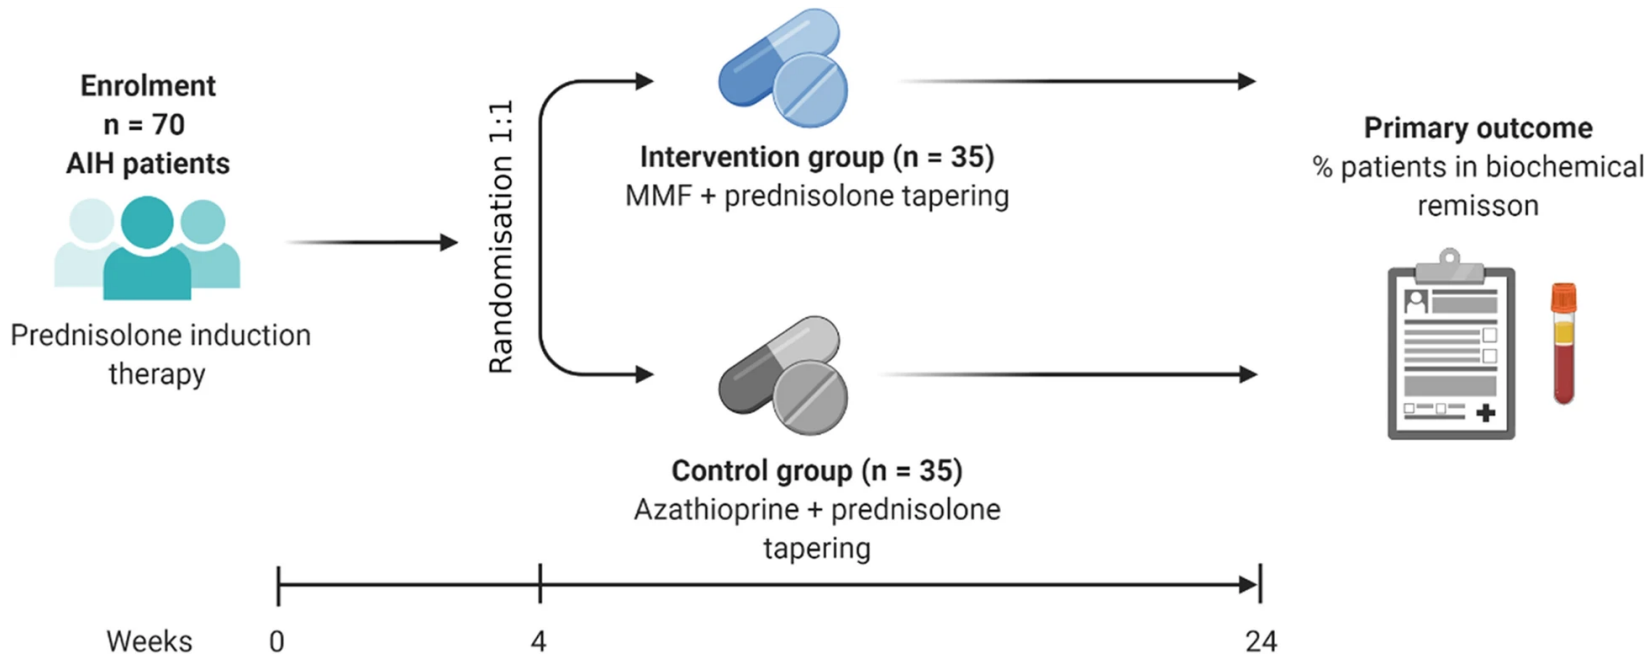 Enrolment
n = 70
AIH patients
Prednisolone induction
therapy
Randomisation 1:1
Intervention group (n = 35)
MMF + prednisolone tapering
Control group (n = 35)
Azathioprine + prednisolone
tapering
Primary outcome
% patients in biochemical
remisson
Weeks 0 4 24